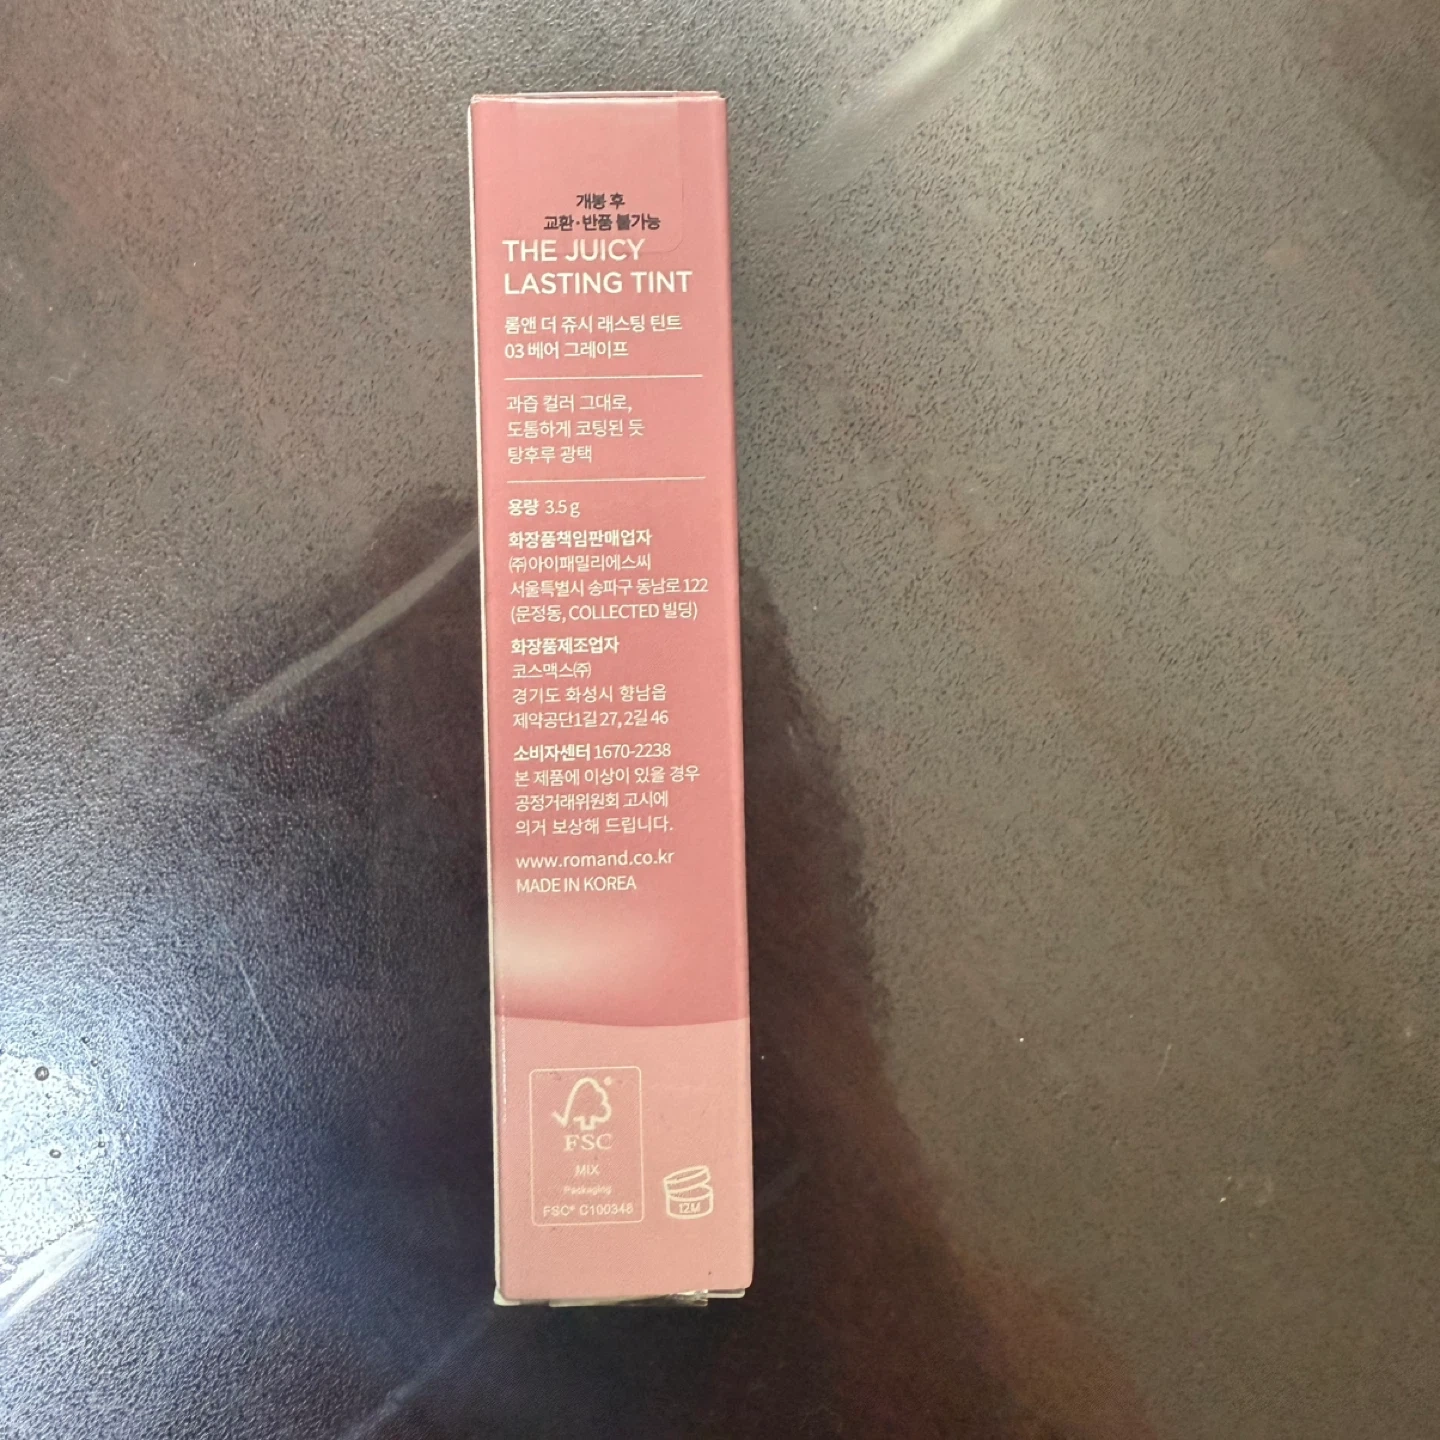 개봉 후
교환·반품 불가능
THE JUICY
LASTING TINT
롬앤 더 쥬시 래스팅 틴트
03 베어 그레이프
과즙 컬러 그대로,
도톰하게 코팅된 듯
탕후루 광택
용량 3.5 g
화장품책임판매업자
㈜아이패밀리에스씨
서울특별시 송파구 동남로 122
(문정동, COLLECTED 빌딩)
화장품제조업자
코스맥스㈜
경기도 화성시 향남읍
제약공단1길 27, 2길 46
소비자센터 1670-2238
본 제품에 이상이 있을 경우
공정거래위원회 고시에
의거 보상해 드립니다.
www.romand.co.kr
MADE IN KOREA
FSC
MIX
Packaging
FSC® C100346
12M